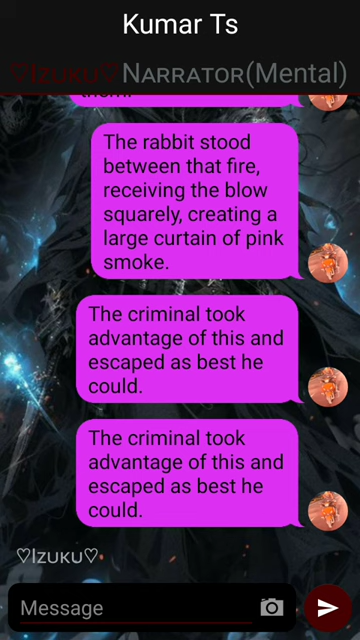 Kumar Ts
♡Izuku♡Narrator(Mental)
The rabbit stood
between that fire,
receiving the blow
squarely, creating a
large curtain of pink
smoke.
The criminal took
advantage of this and
escaped as best he
could.
The criminal took
advantage of this and
escaped as best he
could.
♡Izuku♡
Message